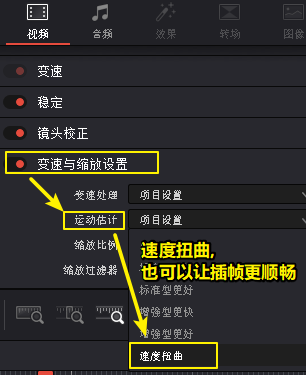 视频 音频 效果 转场 图像
变速
稳定
镜头校正
变速与缩放设置
变速处理 项目设置
运动估计 项目设置
缩放比例
缩放过滤器
速度扭曲,
也可以让插帧更顺畅
标准型更好
增强型更快
增强型更好
速度扭曲